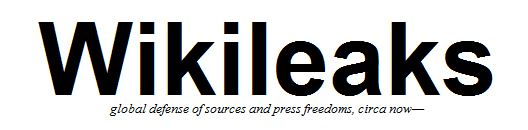 Wikileaks
global defense of sources and press freedoms, circa now—